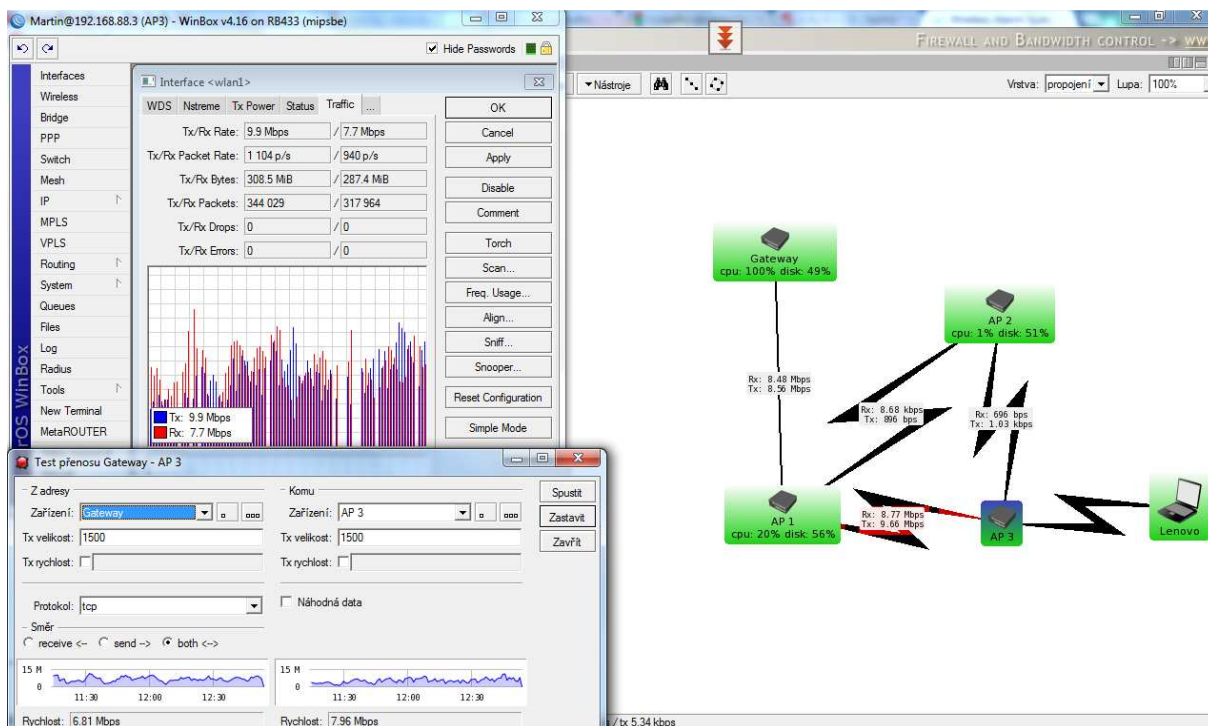 Martin@192.168.88.3 (AP3) - WinBox v4.16 on RB433 (mipsbe)
Hide Passwords
Interfaces
Wireless
Bridge
PPP
Switch
Mesh
IP
MPLS
VPLS
Routing
System
Queues
Files
Log
Radius
Tools
New Terminal
MetaROUTER
rOS WinBox
Interface <wlan1>
WDS Nstreme Tx Power Status Traffic ...
Tx/Rx Rate: 9.9 Mbps / 7.7 Mbps
Tx/Rx Packet Rate: 1 104 p/s / 940 p/s
Tx/Rx Bytes: 308.5 MiB / 287.4 MiB
Tx/Rx Packets: 344 029 / 317 964
Tx/Rx Drops: 0 / 0
Tx/Rx Errors: 0 / 0
Tx: 9.9 Mbps
Rx: 7.7 Mbps
OK
Cancel
Apply
Disable
Comment
Torch
Scan...
Freq. Usage...
Align...
Sniff...
Snooper...
Reset Configuration
Simple Mode
FIREWALL AND BANDWIDTH CONTROL -> WW
Nástroje
Vrstva: propojení Lupa: 100%
Gateway
cpu: 100% disk: 49%
AP 2
cpu: 1% disk: 51%
Rx: 8.48 Mbps
Tx: 8.56 Mbps
Rx: 8.68 kbps
Tx: 896 bps
Rx: 696 bps
Tx: 1.03 kbps
AP 1
cpu: 20% disk: 56%
Rx: 8.77 Mbps
Tx: 9.66 Mbps
AP 3
Lenovo
Test přenosu Gateway - AP 3
Z adresy
Zařízení: Gateway
Tx velikost: 1500
Tx rychlost:
Komu
Zařízení: AP 3
Tx velikost: 1500
Tx rychlost:
Spustit
Zastavit
Zavřít
Protokol: tcp
Náhodná data
Směr
receive <-- send --> both <-->
15 M
0
11:30 12:00 12:30
15 M
0
11:30 12:00 12:30
Rychlost: 6.81 Mbps
Rychlost: 7.96 Mbps
/ tx 5.34 kbps